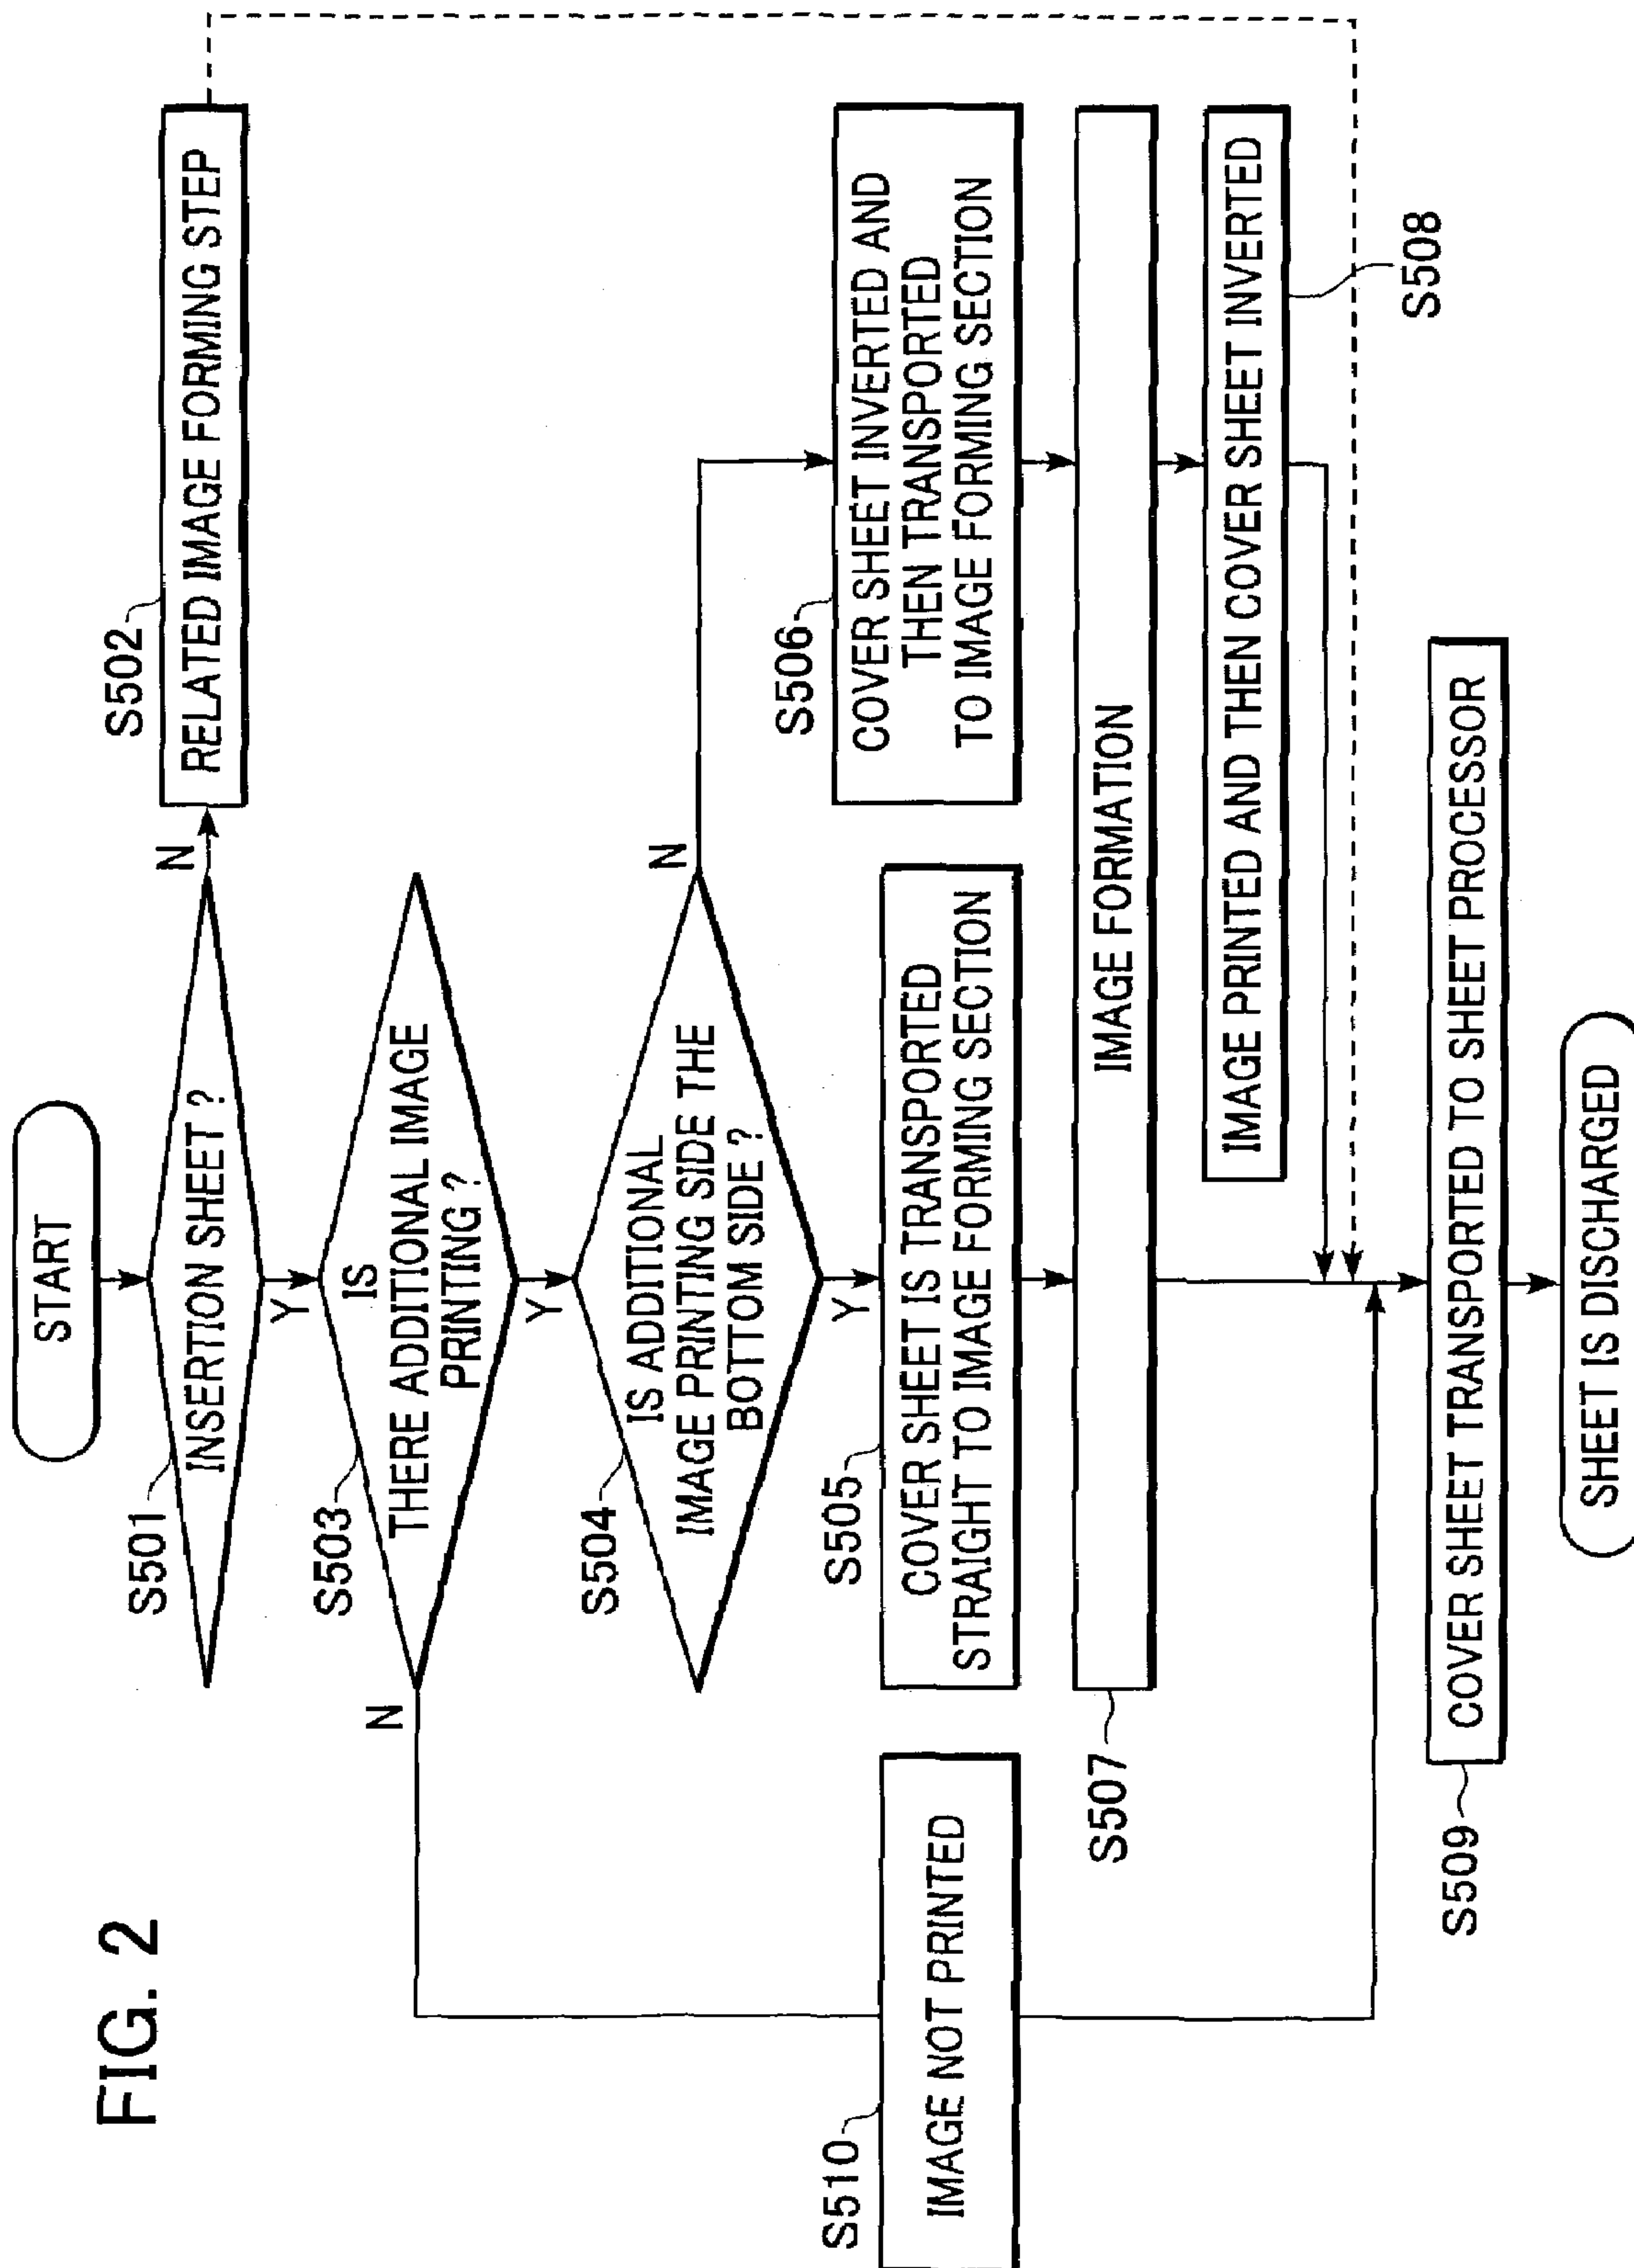 FIG. 2
START
S501
INSERTION SHEET ?
N
Y
S502
RELATED IMAGE FORMING STEP
S503
IS
THERE ADDITIONAL IMAGE
PRINTING ?
N
Y
S504
IS ADDITIONAL
IMAGE PRINTING SIDE THE
BOTTOM SIDE ?
N
Y
S510
IMAGE NOT PRINTED
S505
COVER SHEET IS TRANSPORTED
STRAIGHT TO IMAGE FORMING SECTION
S506
COVER SHEET INVERTED AND
THEN TRANSPORTED
TO IMAGE FORMING SECTION
S507
IMAGE FORMATION
IMAGE PRINTED AND THEN COVER SHEET INVERTED
S508
S509
COVER SHEET TRANSPORTED TO SHEET PROCESSOR
SHEET IS DISCHARGED